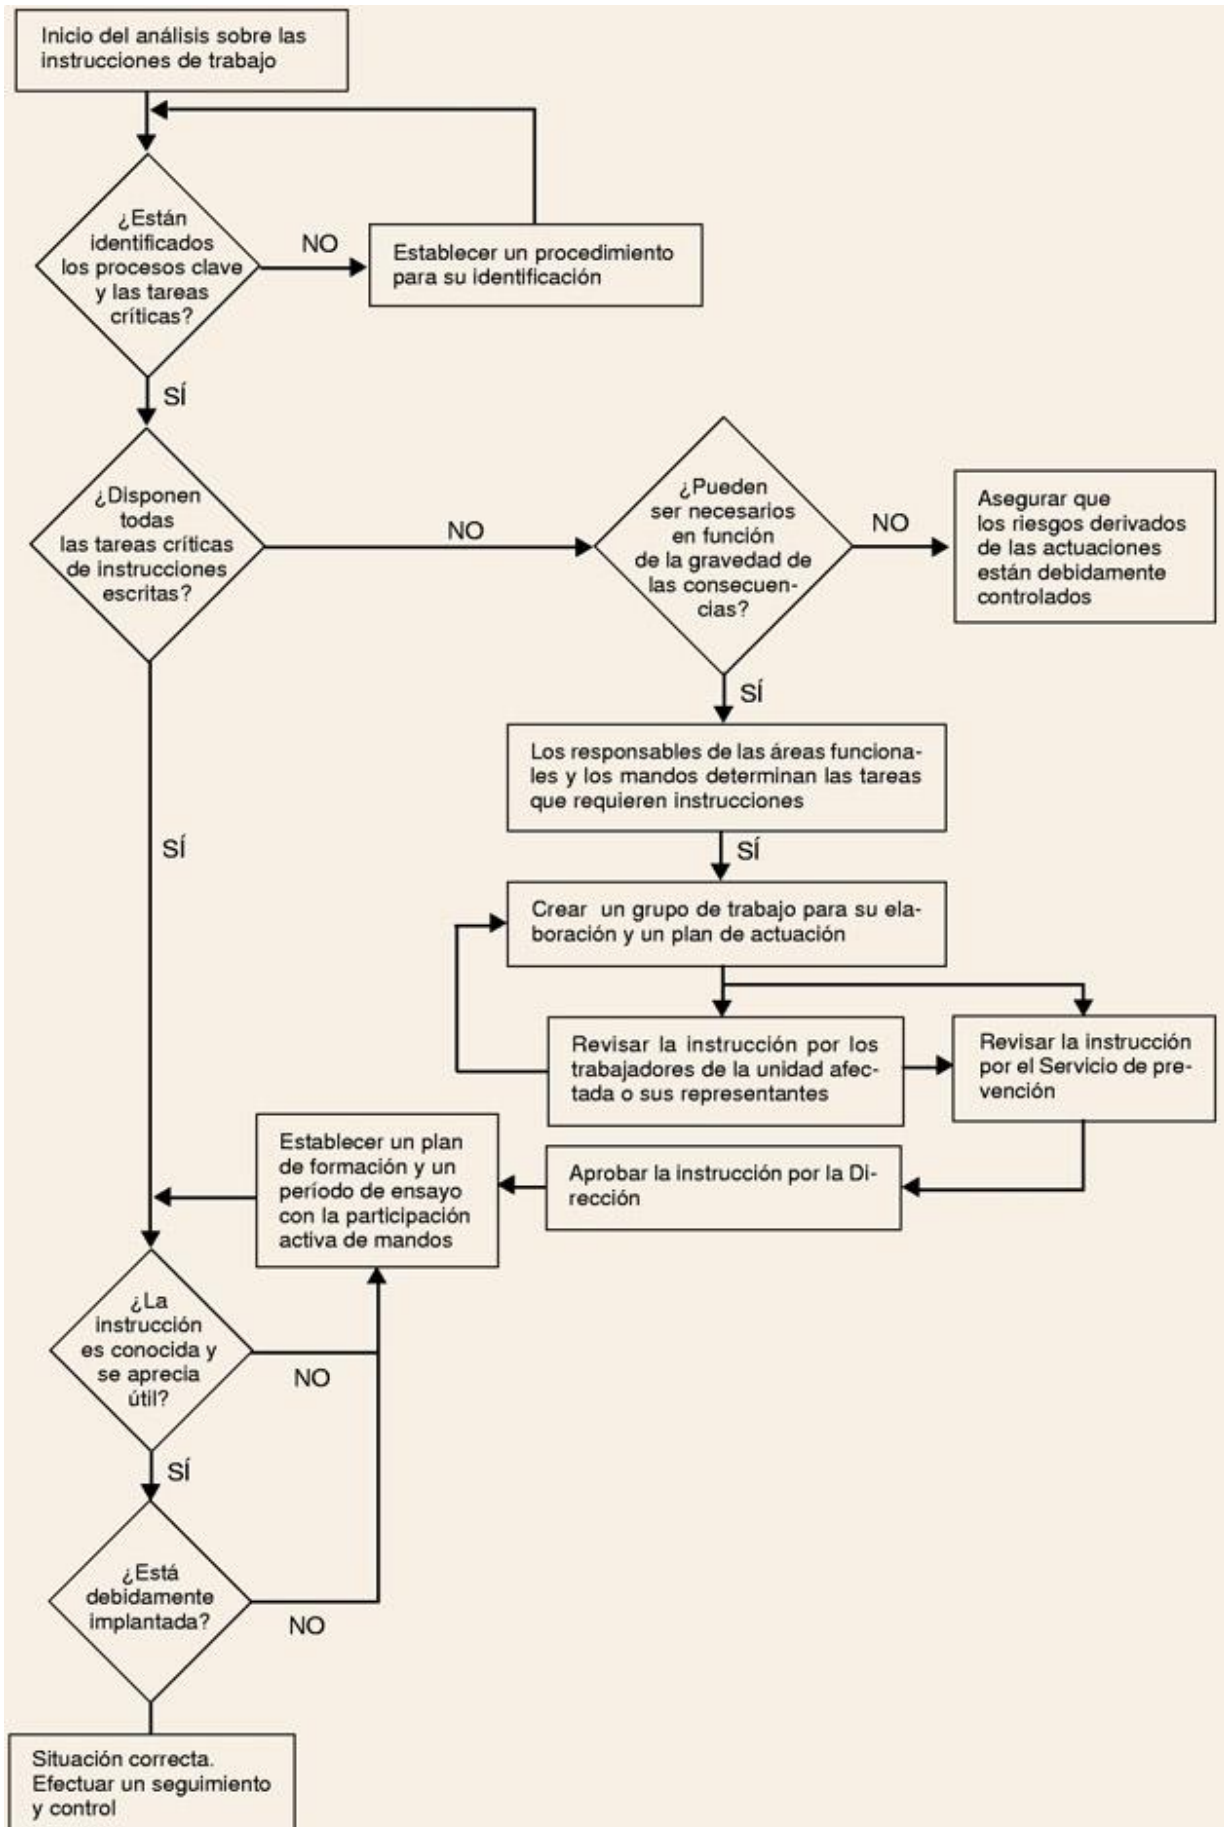 Inicio del análisis sobre las
instrucciones de trabajo
¿Están
identificados
los procesos clave
y las tareas
críticas?
NO
Establecer un procedimiento
para su identificación
SÍ
¿Disponen
todas
las tareas críticas
de instrucciones
escritas?
NO
¿Pueden
ser necesarios
en función
de la gravedad de
las consecuen-
cias?
NO
Asegurar que
los riesgos derivados
de las actuaciones
están debidamente
controlados
SÍ
Los responsables de las áreas funciona-
les y los mandos determinan las tareas
que requieren instrucciones
SÍ
SÍ
Crear un grupo de trabajo para su ela-
boración y un plan de actuación
Revisar la instrucción por los
trabajadores de la unidad afec-
tada o sus representantes
Revisar la instrucción
por el Servicio de pre-
vención
Establecer un plan
de formación y un
período de ensayo
con la participación
activa de mandos
Aprobar la instrucción por la Di-
rección
¿La
instrucción
es conocida y
se aprecia
útil?
NO
SÍ
¿Está
debidamente
implantada?
NO
Situación correcta.
Efectuar un seguimiento
y control